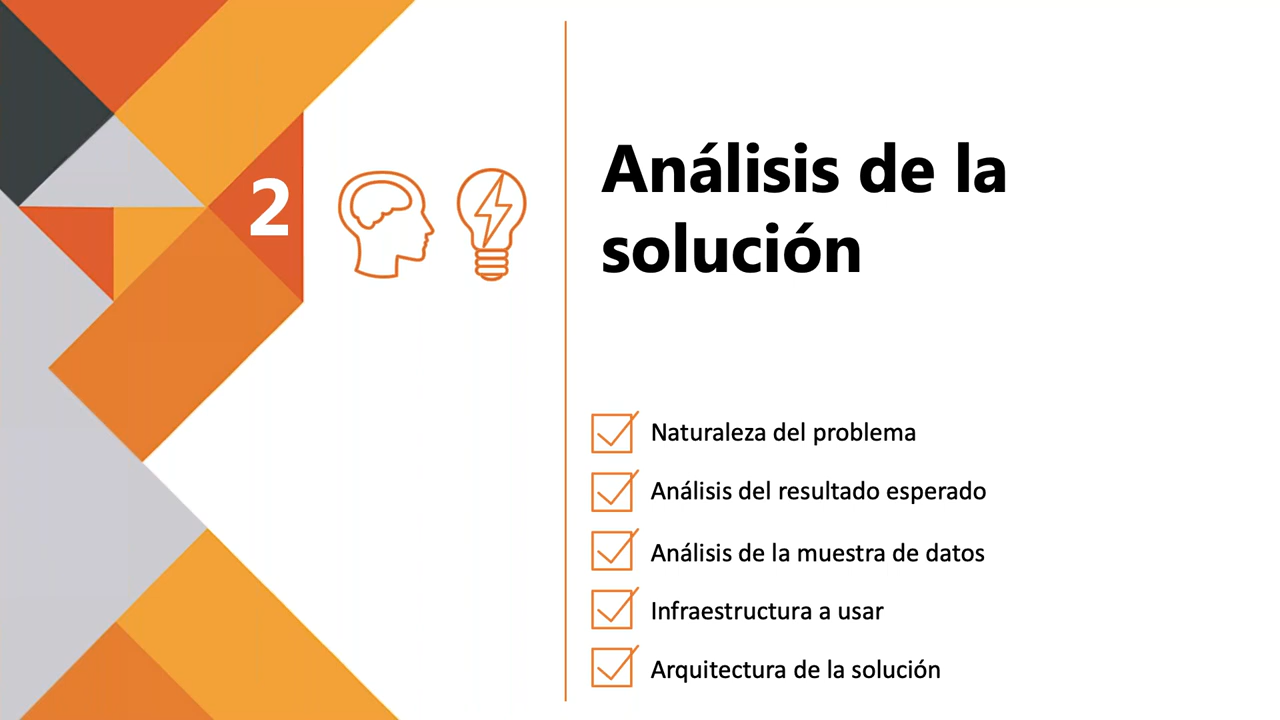 2
Análisis de la
solución
Naturaleza del problema
Análisis del resultado esperado
Análisis de la muestra de datos
Infraestructura a usar
Arquitectura de la solución